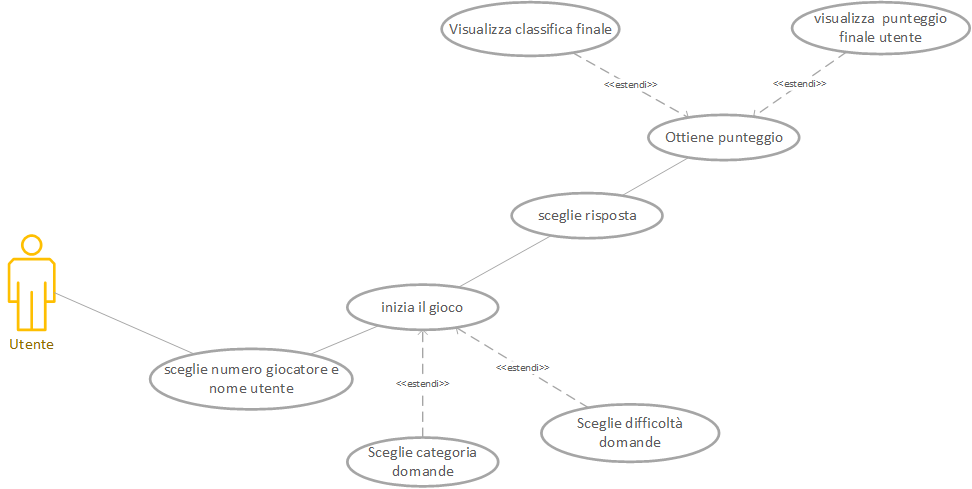 Visualizza classifica finale
visualizza punteggio
finale utente
<<estendi>>
<<estendi>>
Ottiene punteggio
sceglie risposta
inizia il gioco
Utente
sceglie numero giocatore e
nome utente
<<estendi>>
<<estendi>>
Sceglie categoria
domande
Sceglie difficoltà
domande